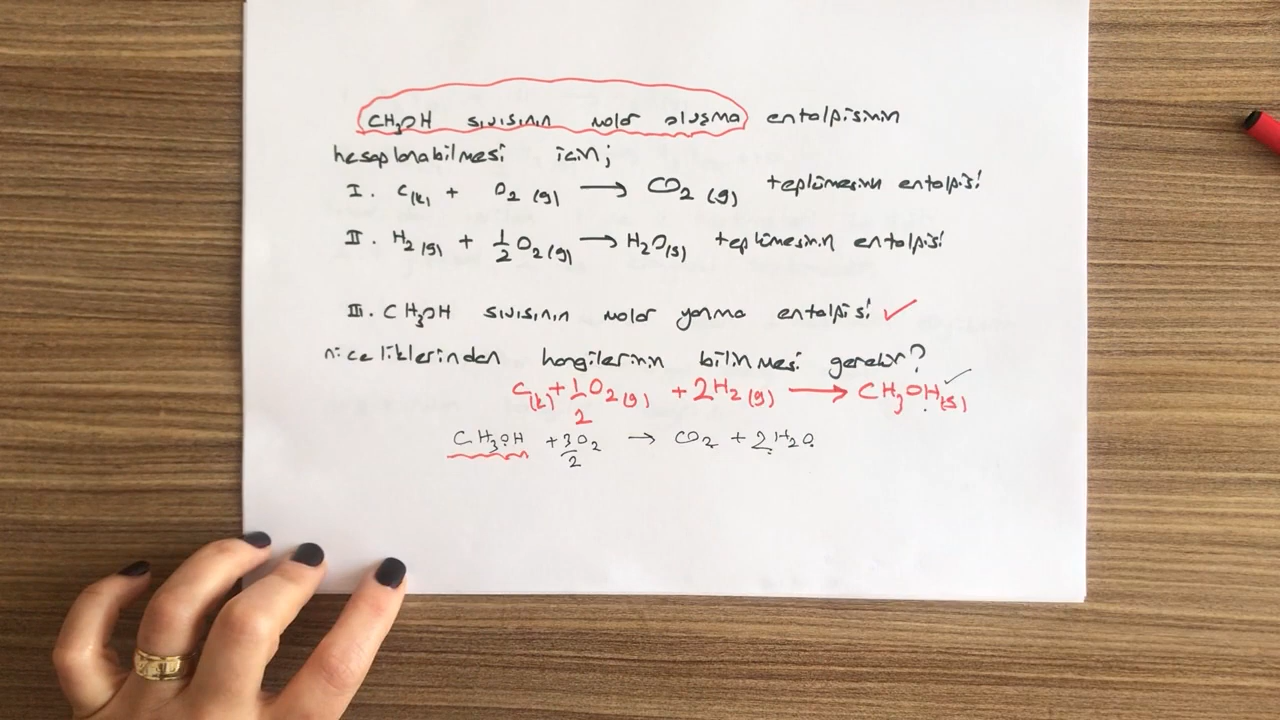 CH₃OH sıvısının molar oluşma entalpisinin
hesaplanabilmesi için;
I. C(k) + O₂ (g) → CO₂ (g) tepkimesinin entalpisi
II. H₂ (g) + 1/2 O₂ (g) → H₂O(s) tepkimesinin entalpisi
III. CH₃OH sıvısının molar yanma entalpisi ✓
niceliklerinden hangilerinin bilinmesi gerekir?
C(k) + 1/2 O₂ (g) + 2H₂ (g) → CH₃OH(s) ✓
CH₃OH + 3/2 O₂ → CO₂ + 2H₂O